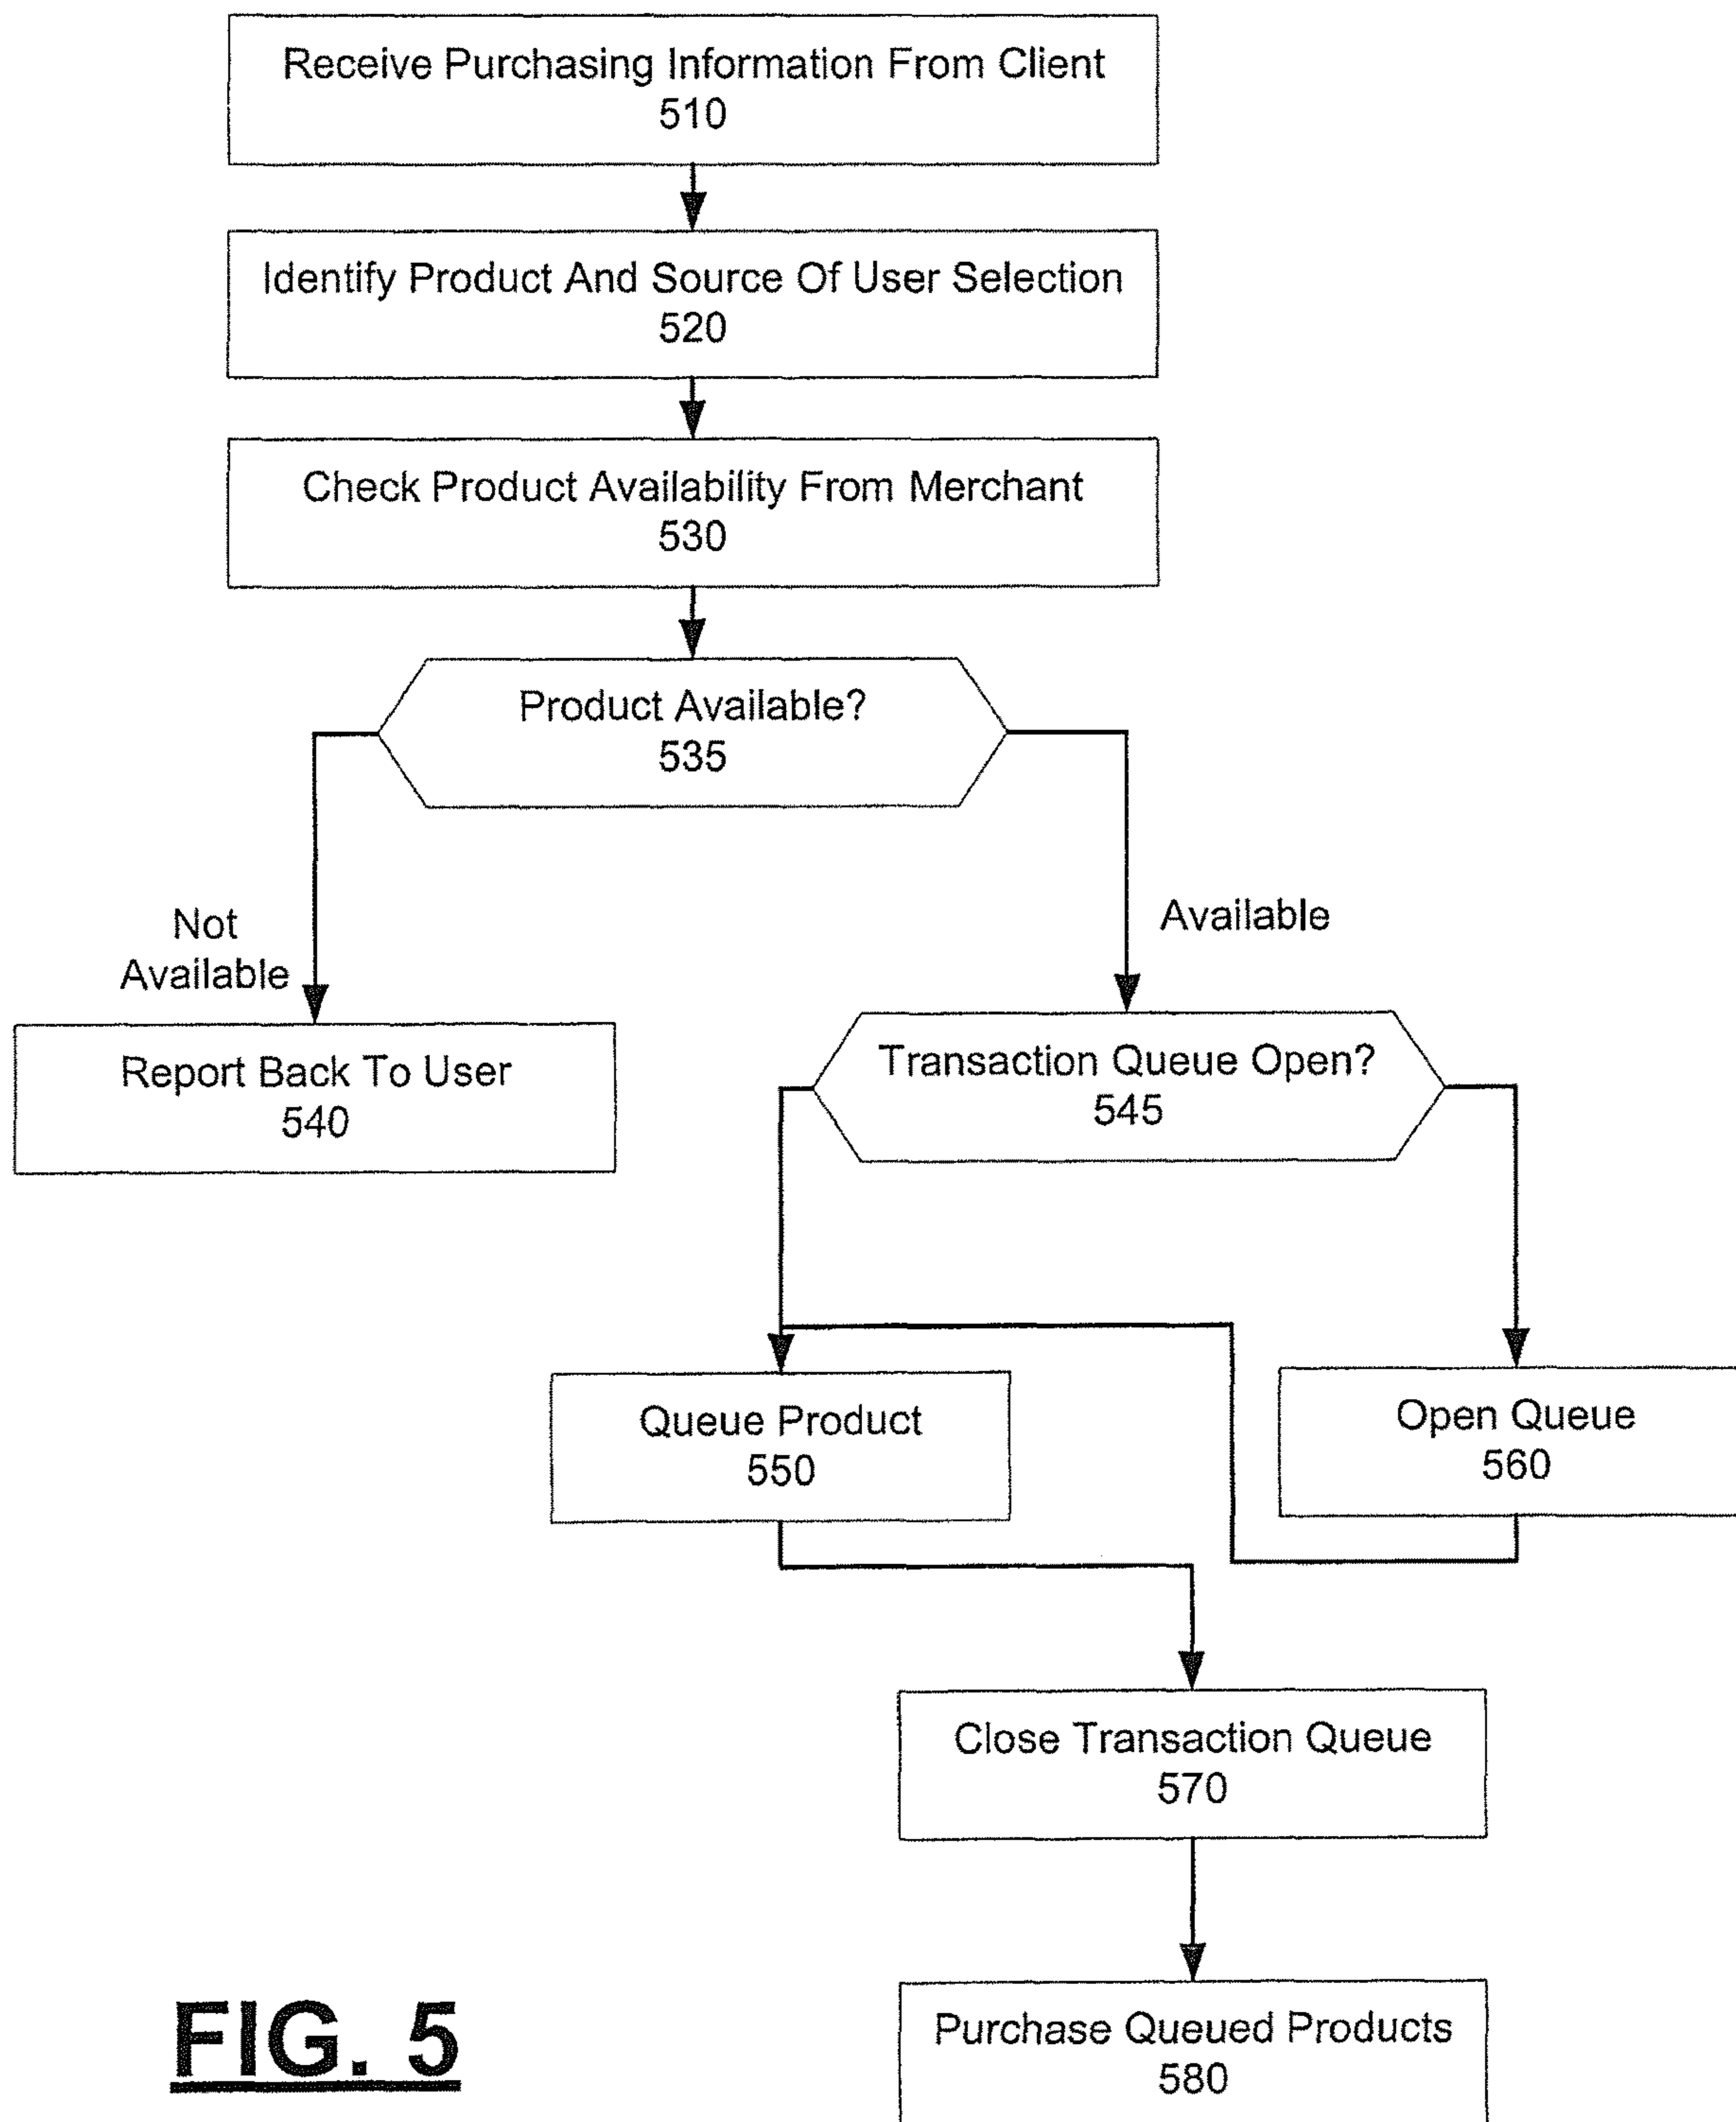 Receive Purchasing Information From Client
510
Identify Product And Source Of User Selection
520
Check Product Availability From Merchant
530
Product Available?
535
Not
Available
Available
Report Back To User
540
Transaction Queue Open?
545
Queue Product
550
Open Queue
560
Close Transaction Queue
570
Purchase Queued Products
580
FIG. 5